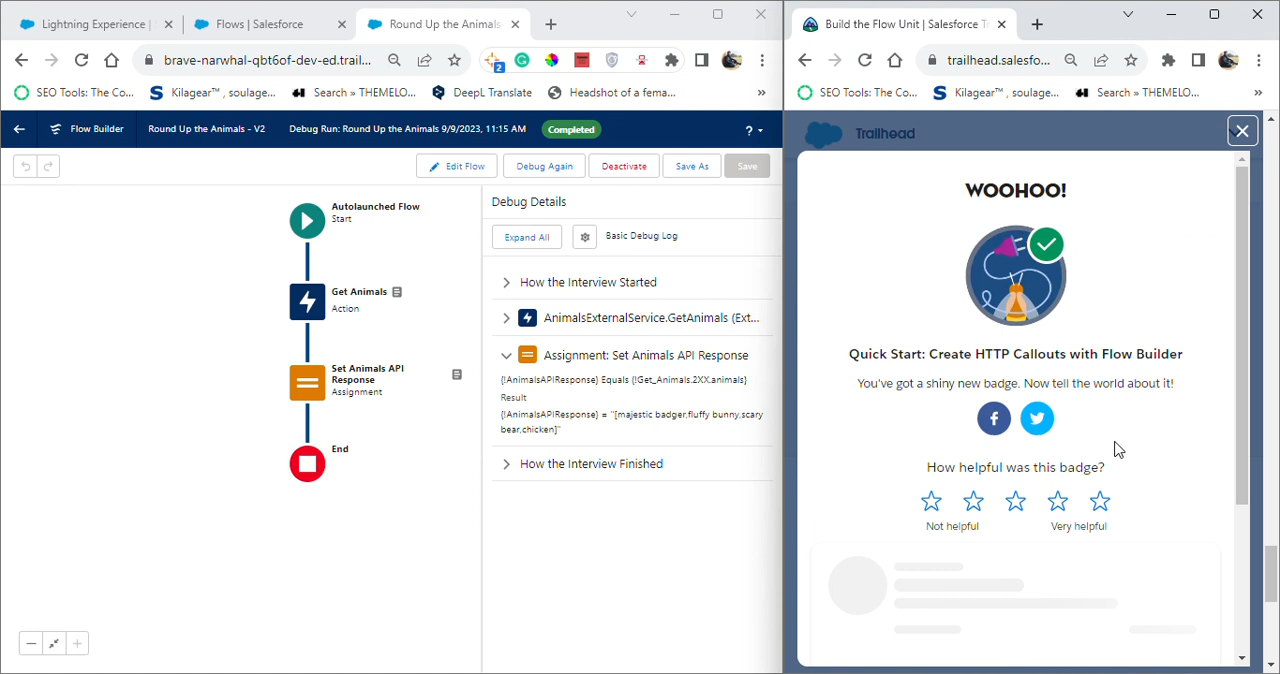 Lightning Experience |
Flows | Salesforce
Round Up the Animals
brave-narwhal-qbt6of-dev-ed.trail...
2
SEO Tools: The Co...
Kilagear™ , soulage...
Search » THEMELO...
DeepL Translate
Headshot of a fema...
»
Flow Builder
Round Up the Animals - V2
Debug Run: Round Up the Animals 9/9/2023, 11:15 AM
Completed
?
Edit Flow
Debug Again
Deactivate
Save As
Save
Autolaunched Flow
Start
Get Animals
Action
Set Animals API
Response
Assignment
End
Debug Details
Expand All
Basic Debug Log
How the Interview Started
AnimalsExternalService.GetAnimals (Ext...
Assignment: Set Animals API Response
{!AnimalsAPIResponse} Equals {!Get_Animals.2XX.animals}
Result
{!AnimalsAPIResponse} = "[majestic badger,fluffy bunny,scary
bear,chicken]"
How the Interview Finished
Build the Flow Unit | Salesforce Tr
trailhead.salesfo...
SEO Tools: The Co...
Kilagear™ , soulage...
Search » THEMELO...
»
Trailhead
WOOHOO!
Quick Start: Create HTTP Callouts with Flow Builder
You've got a shiny new badge. Now tell the world about it!
How helpful was this badge?
Not helpful
Very helpful